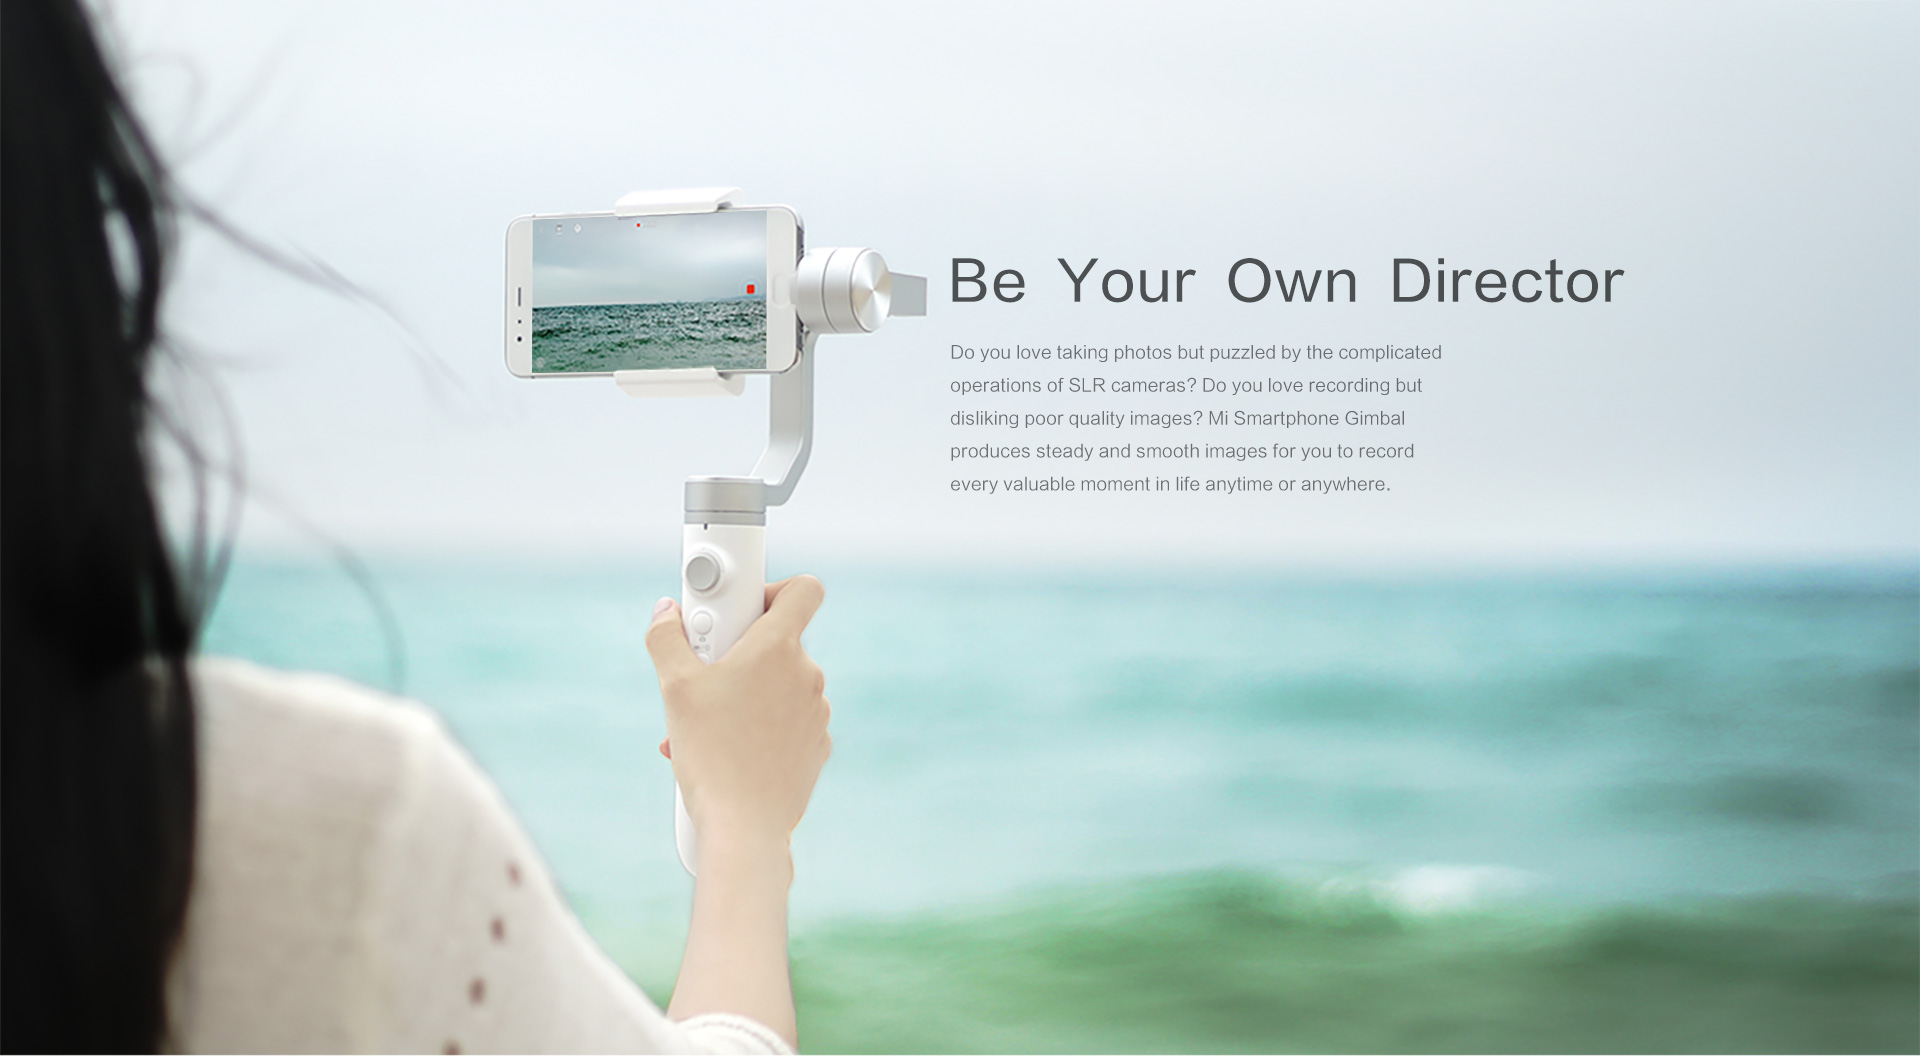 Be Your Own Director
Do you love taking photos but puzzled by the complicated
operations of SLR cameras? Do you love recording but
disliking poor quality images? Mi Smartphone Gimbal
produces steady and smooth images for you to record
every valuable moment in life anytime or anywhere.